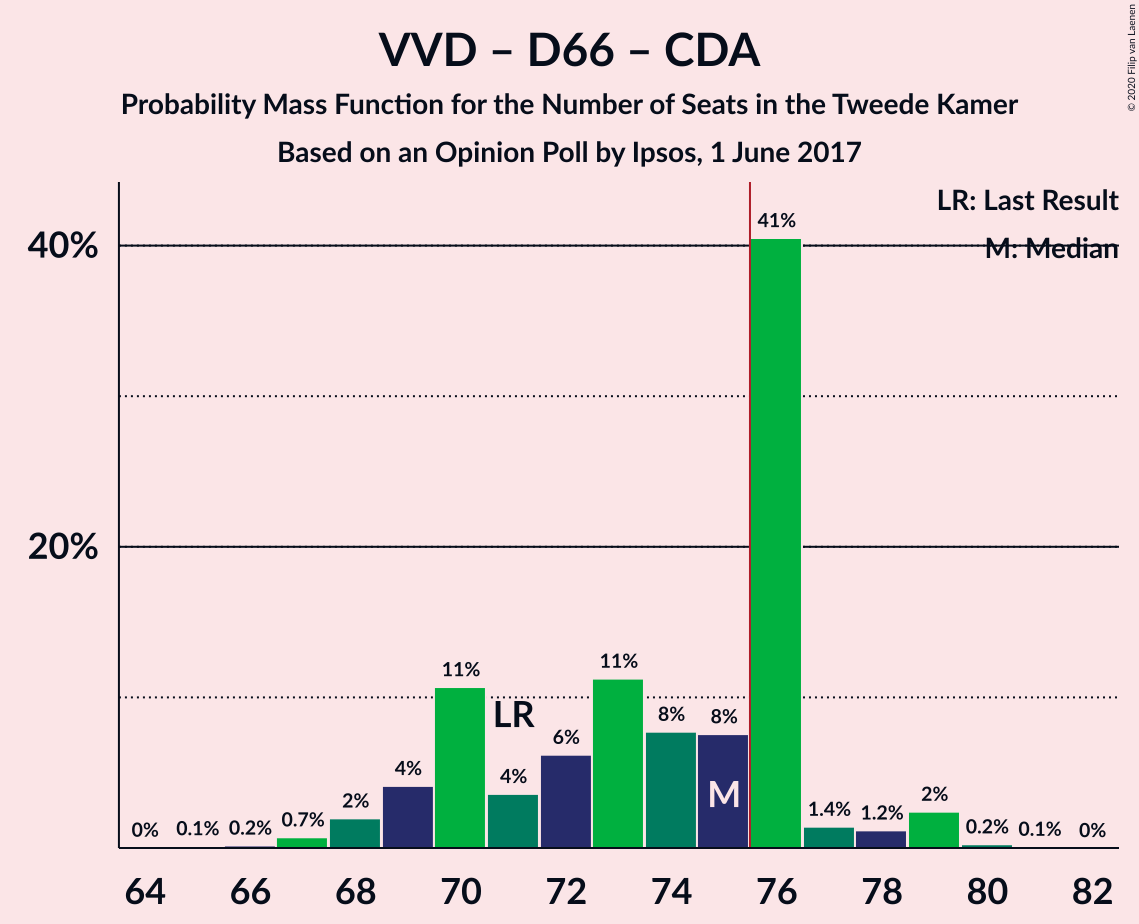 VVD – D66 – CDA
Probability Mass Function for the Number of Seats in the Tweede Kamer
Based on an Opinion Poll by Ipsos, 1 June 2017
© 2020 Filip van Laenen
LR: Last Result
M: Median
40%
20%
0%
0.1%
0.2%
0.7%
2%
4%
11%
4%
6%
11%
8%
8%
41%
1.4%
1.2%
2%
0.2%
0.1%
0%
LR
M
64 66 68 70 72 74 76 78 80 82